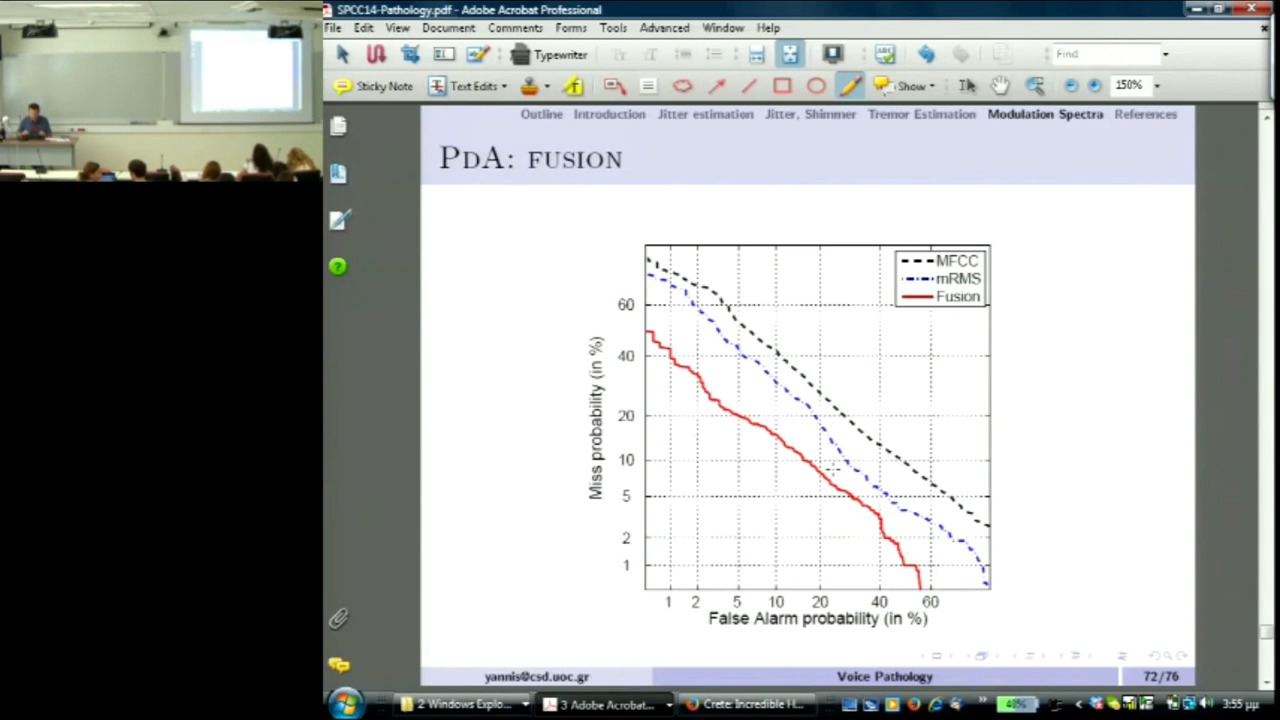 SPCC14-Pathology.pdf - Adobe Acrobat Professional
File Edit View Document Comments Forms Tools Advanced Window Help
Typewriter
Find
Sticky Note
Text Edits
Show
150%
Outline Introduction Jitter estimation Jitter, Shimmer Tremor Estimation Modulation Spectra References
PdA: fusion
MFCC
mRMS
Fusion
60
40
20
10
5
2
1
Miss probability (in %)
1 2 5 10 20 40 60
False Alarm probability (in %)
yannis@csd.uoc.gr Voice Pathology 72/76
2 Windows Explo...
3 Adobe Acrobat...
Crete: Incredible H...
48%
3:55 μμ